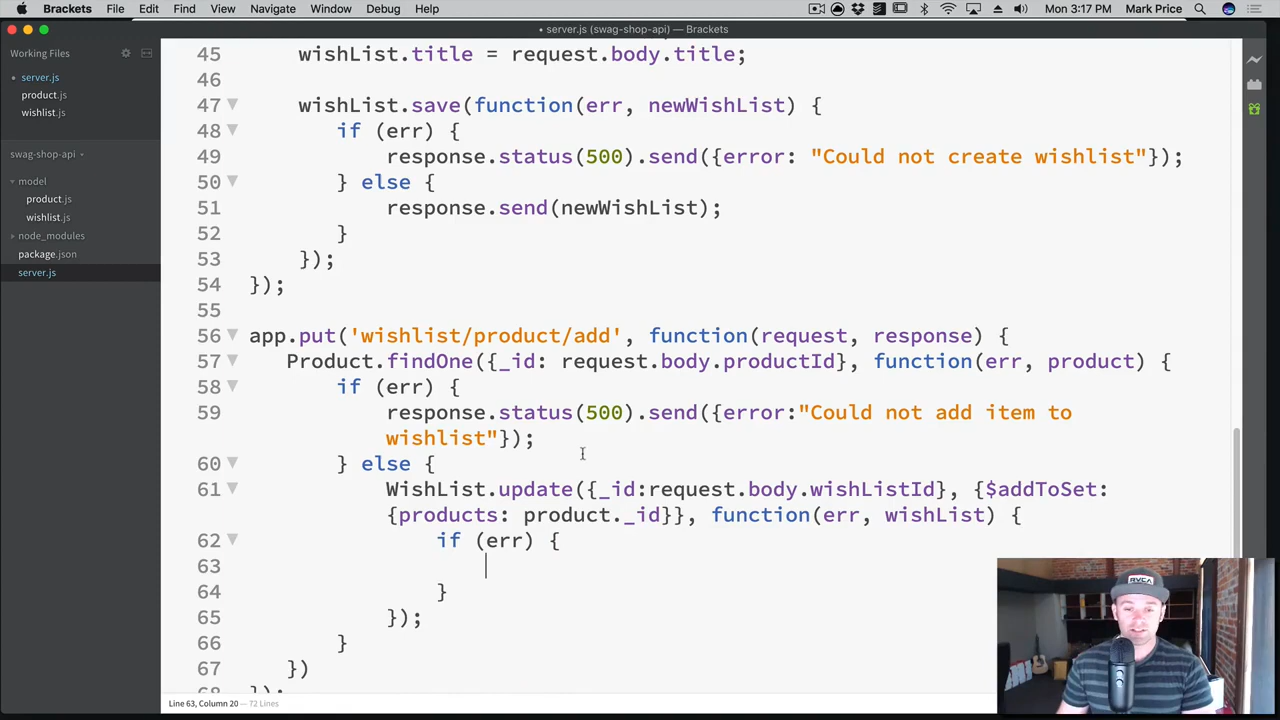 Brackets File Edit Find View Navigate Window Debug Help Mon 3:17 PM Mark Price
• server.js (swag-shop-api) — Brackets
Working Files
server.js
product.js
wishlist.js
swag-shop-api
model
product.js
wishlist.js
node_modules
package.json
server.js
45 wishList.title = request.body.title;
46
47 wishList.save(function(err, newWishList) {
48 if (err) {
49 response.status(500).send({error: "Could not create wishlist"});
50 } else {
51 response.send(newWishList);
52 }
53 });
54 });
55
56 app.put('wishlist/product/add', function(request, response) {
57 Product.findOne({_id: request.body.productId}, function(err, product) {
58 if (err) {
59 response.status(500).send({error:"Could not add item to
wishlist"});
60 } else {
61 WishList.update({_id:request.body.wishListId}, {$addToSet:
{products: product._id}}, function(err, wishList) {
62 if (err) {
63
64 }
65 });
66 }
67 })
68 });
Line 63, Column 20 — 72 Lines
RVCA